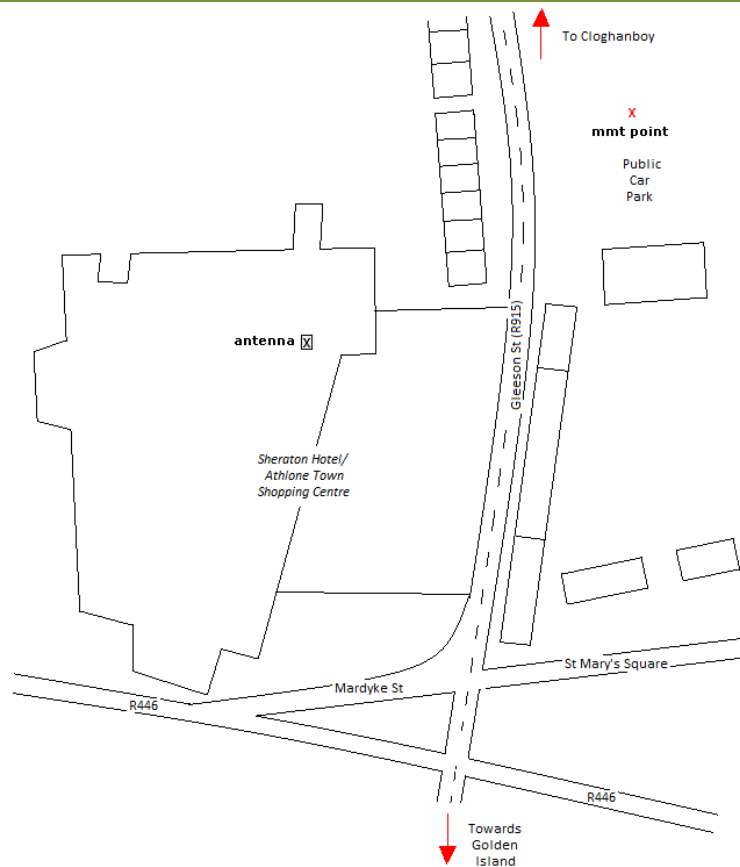 To Cloghanboy
X
mmt point
Public
Car
Park
Gleeson St (R915)
antenna X
Sheraton Hotel/
Athlone Town
Shopping Centre
St Mary's Square
Mardyke St
R446
R446
Towards
Golden
Island